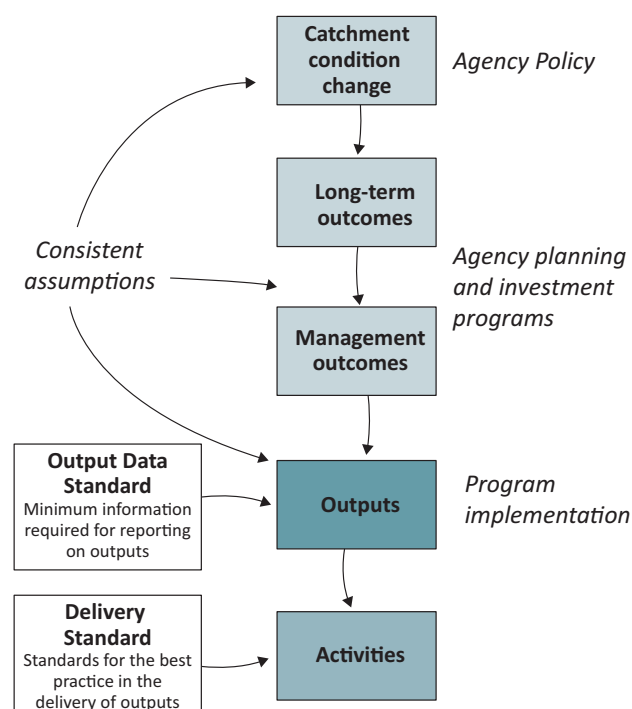 Catchment
condition
change
Agency Policy
Long-term
outcomes
Consistent
assumptions
Agency planning
and investment
programs
Management
outcomes
Output Data
Standard
Minimum information
required for reporting
on outputs
Outputs
Program
implementation
Delivery
Standard
Standards for the best
practice in the
delivery of outputs
Activities